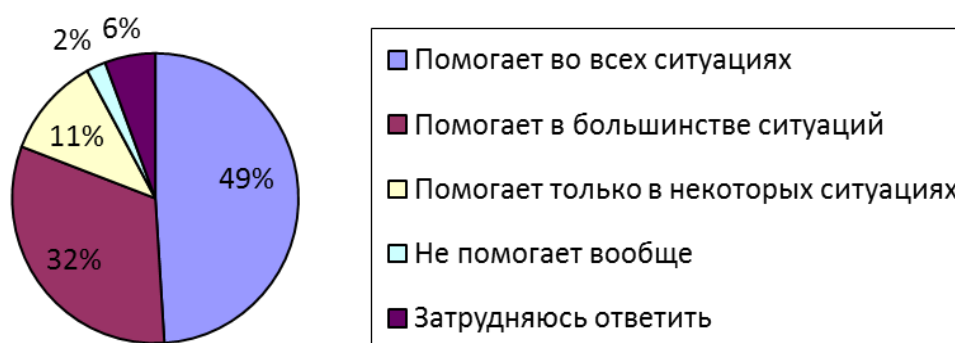 2%
6%
11%
49%
32%
Помогает во всех ситуациях
Помогает в большинстве ситуаций
Помогает только в некоторых ситуациях
Не помогает вообще
Затрудняюсь ответить